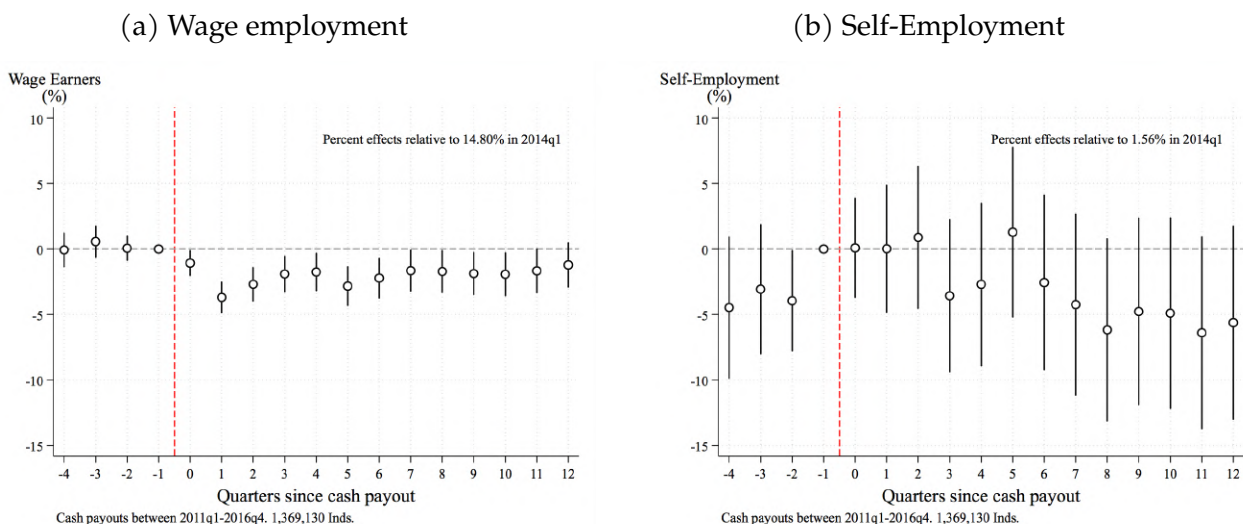 (a) Wage employment
Wage Earners
(%)
Percent effects relative to 14.80% in 2014q1
10
5
0
-5
-10
-15
-4 -3 -2 -1 0 1 2 3 4 5 6 7 8 9 10 11 12
Quarters since cash payout
Cash payouts between 2011q1-2016q4. 1,369,130 Inds.
(b) Self-Employment
Self-Employment
(%)
Percent effects relative to 1.56% in 2014q1
10
5
0
-5
-10
-15
-4 -3 -2 -1 0 1 2 3 4 5 6 7 8 9 10 11 12
Quarters since cash payout
Cash payouts between 2011q1-2016q4. 1,369,130 Inds.